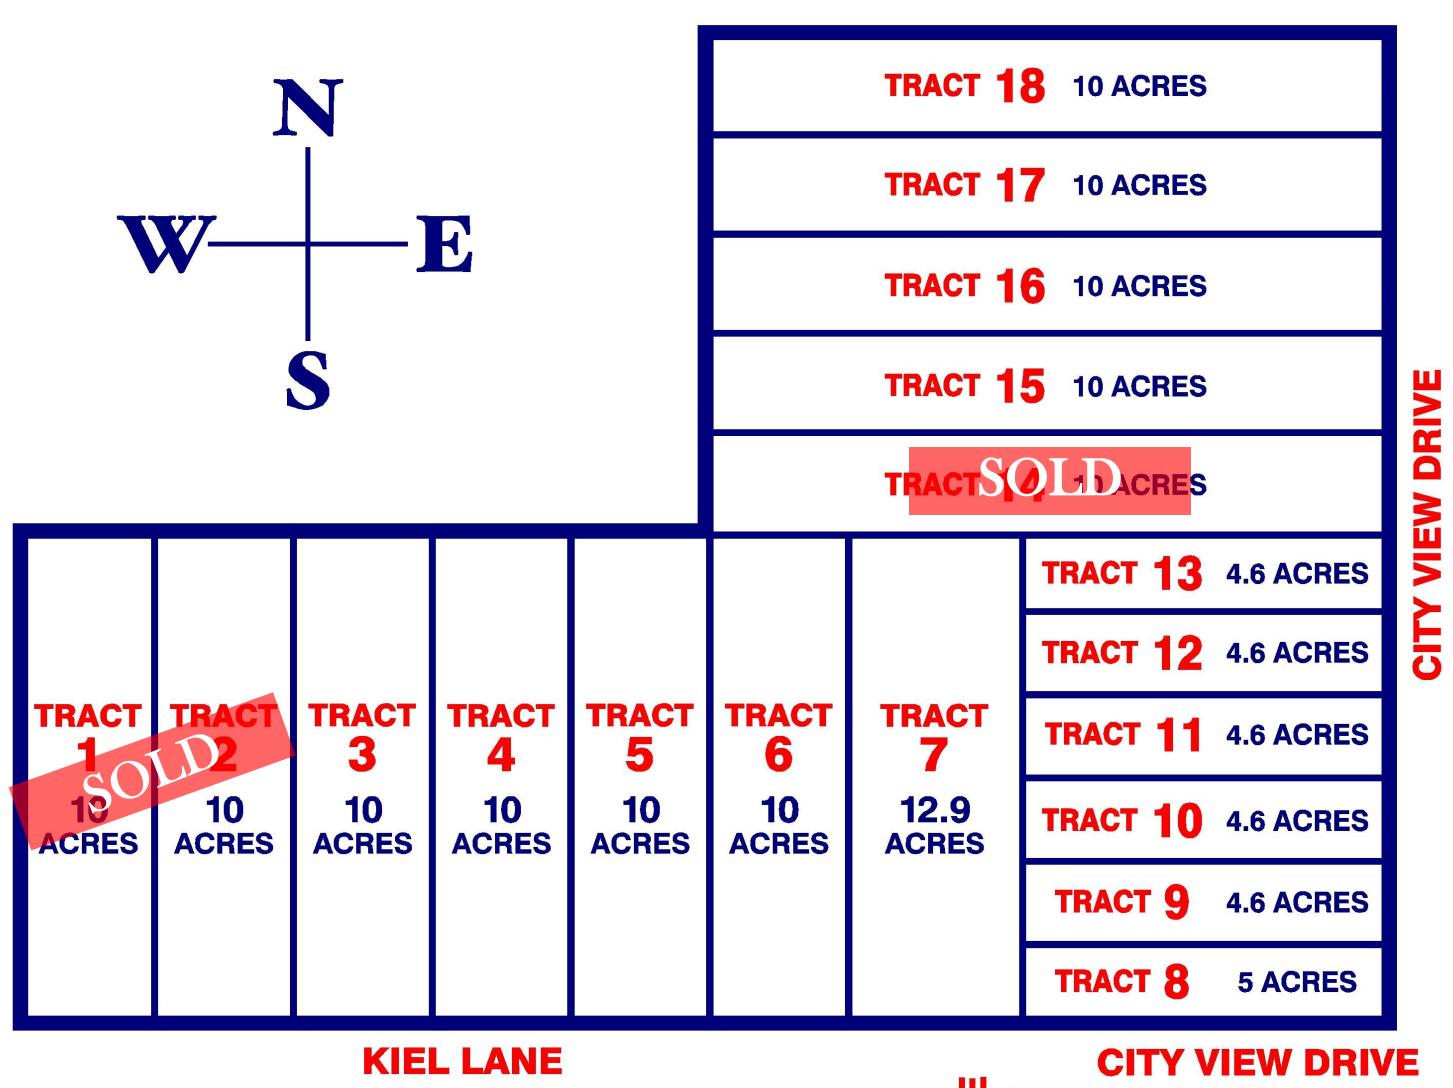 N
W E
S
TRACT 18 10 ACRES
TRACT 17 10 ACRES
TRACT 16 10 ACRES
TRACT 15 10 ACRES
TRACT 14 10 ACRES
SOLD
TRACT 13 4.6 ACRES
TRACT 12 4.6 ACRES
TRACT 11 4.6 ACRES
TRACT 10 4.6 ACRES
TRACT 9 4.6 ACRES
TRACT 8 5 ACRES
CITY VIEW DRIVE
TRACT
1
10
ACRES
TRACT
2
10
ACRES
SOLD
TRACT
3
10
ACRES
TRACT
4
10
ACRES
TRACT
5
10
ACRES
TRACT
6
10
ACRES
TRACT
7
12.9
ACRES
KIEL LANE
CITY VIEW DRIVE